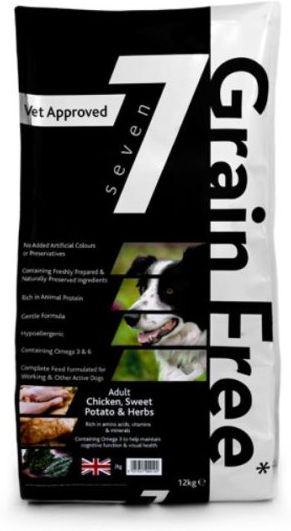 Vet Approved
7
seven
Grain Free*
No Added Artificial Colours
or Preservatives
Containing Freshly Prepared &
Naturally Preserved Ingredients
Rich in Animal Protein
Gentle Formula
Hypoallergenic
Containing Omega 3 & 6
Complete Feed Formulated for
Working & Other Active Dogs
Adult
Chicken, Sweet
Potato & Herbs
Rich in amino acids, vitamins
& minerals
Containing Omega 3 to help maintain
cognitive function & visual health
12kg e